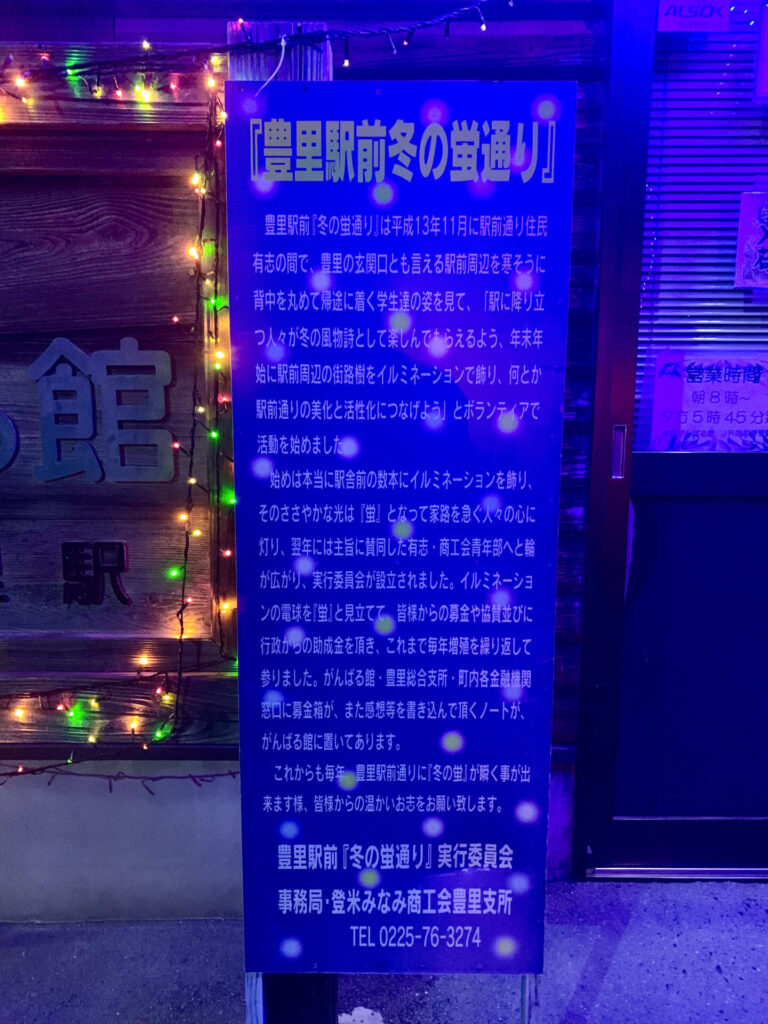 ALSOK
『豊里駅前冬の蛍通り』
豊里駅前『冬の蛍通り』は平成13年11月に駅前通り住民
有志の間で、豊里の玄関口とも言える駅前周辺を寒そうに
背中を丸めて帰途に着く学生達の姿を見て、「駅に降り立
つ人々が冬の風物詩として楽しんでもらえるよう、年末年
始に駅前周辺の街路樹をイルミネーションで飾り、何とか
駅前通りの美化と活性化につなげよう」とボランティアで
活動を始めました。
始めは本当に駅舎前の数本にイルミネーションを飾り、
そのささやかな光は『蛍』となって家路を急ぐ人々の心に
灯り、翌年には主旨に賛同した有志・商工会青年部へと輪
が広がり、実行委員会が設立されました。イルミネーショ
ンの電球を『蛍』と見立てて、皆様からの募金や協賛並びに
行政からの助成金を頂き、これまで毎年増殖を繰り返して
参りました。がんばる館・豊里総合支所・町内各金融機関
窓口に募金箱が、また感想等を書き込んで頂くノートが、
がんばる館に置いてあります。
これからも毎年、豊里駅前通りに『冬の蛍』が瞬く事が出
来ます様、皆様からの温かいお志をお願い致します。
豊里駅前『冬の蛍通り』実行委員会
事務局・登米みなみ商工会豊里支所
TEL 0225-76-3274
館
駅
営業時間
朝8時~
夕方5時45分